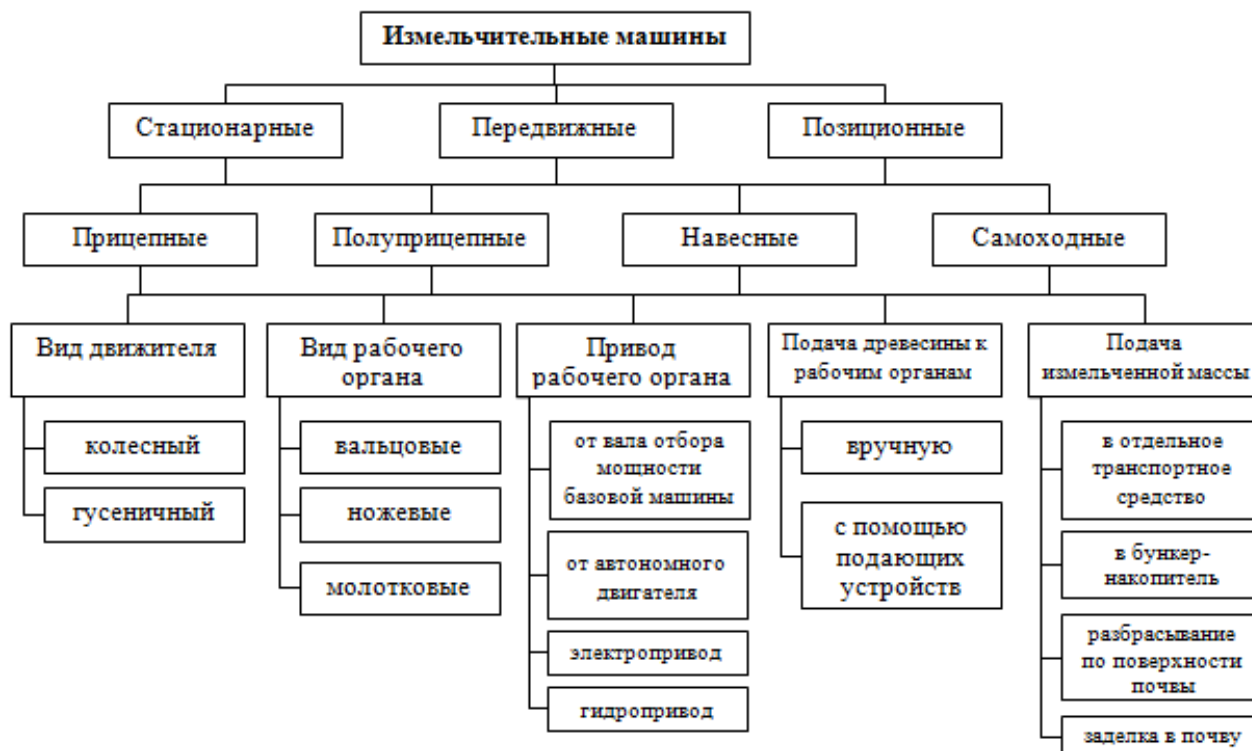 Измельчительные машины
Стационарные
Передвижные
Позиционные
Прицепные
Полуприцепные
Навесные
Самоходные
Вид движителя
колесный
гусеничный
Вид рабочего
органа
вальцовые
ножевые
молотковые
Привод
рабочего органа
от вала отбора
мощности
базовой машины
от автономного
двигателя
электропривод
гидропривод
Подача древесины к
рабочим органам
вручную
с помощью
подающих
устройств
Подача
измельченной массы
в отдельное
транспортное
средство
в бункер-
накопитель
разбрасывание
по поверхности
почвы
заделка в почву